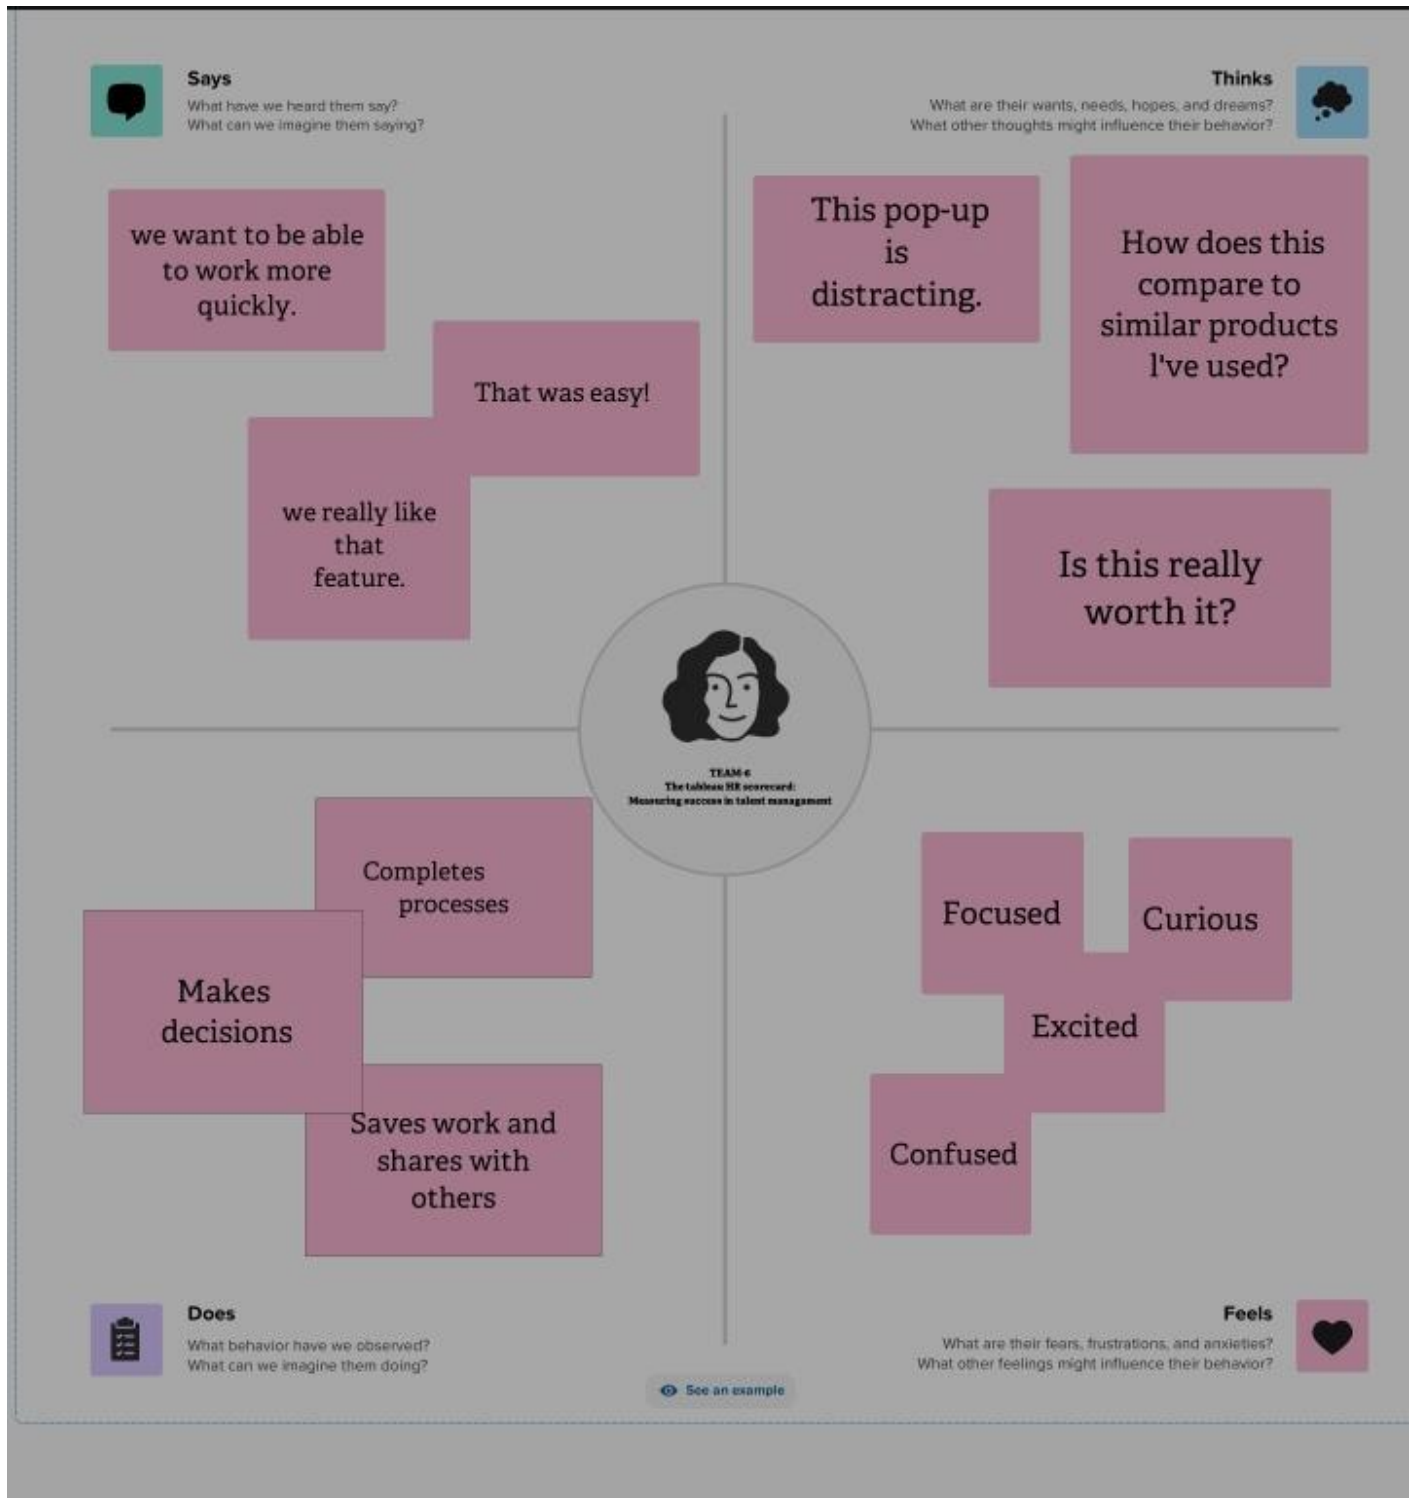 Says
What have we heard them say?
What can we imagine them saying?
Thinks
What are their wants, needs, hopes, and dreams?
What other thoughts might influence their behavior?
we want to be able
to work more
quickly.
That was easy!
we really like
that
feature.
This pop-up
is
distracting.
How does this
compare to
similar products
I've used?
Is this really
worth it?
TEAM-6
The tableau HR scorecard:
Measuring success in talent managament
Completes
processes
Makes
decisions
Saves work and
shares with
others
Focused
Curious
Excited
Confused
Does
What behavior have we observed?
What can we imagine them doing?
Feels
What are their fears, frustrations, and anxieties?
What other feelings might influence their behavior?
See an example